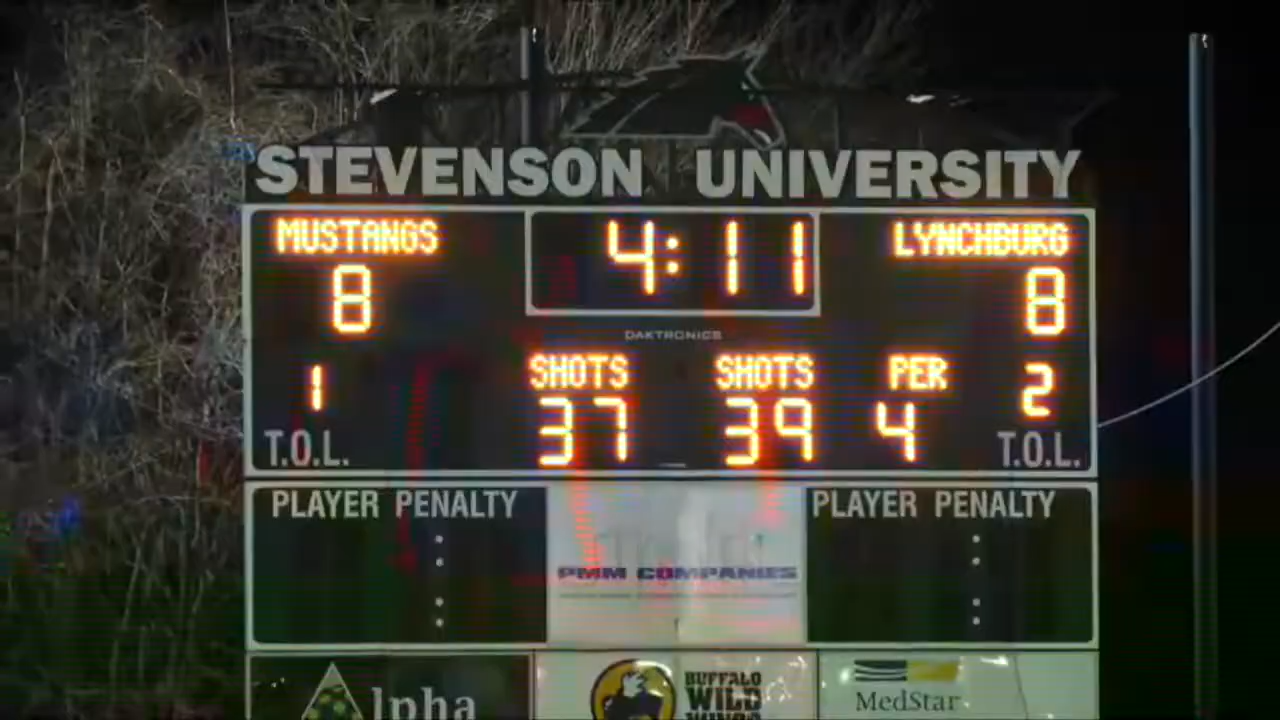 STEVENSON UNIVERSITY
MUSTANGS 4:11 LYNCHBURG
8 8
DAKTRONICS
SHOTS SHOTS PER
1 37 39 4 2
T.O.L. T.O.L.
PLAYER PENALTY PLAYER PENALTY
: :
PMM COMPANIES
: :
BUFFALO
WILD
lpha MedStar